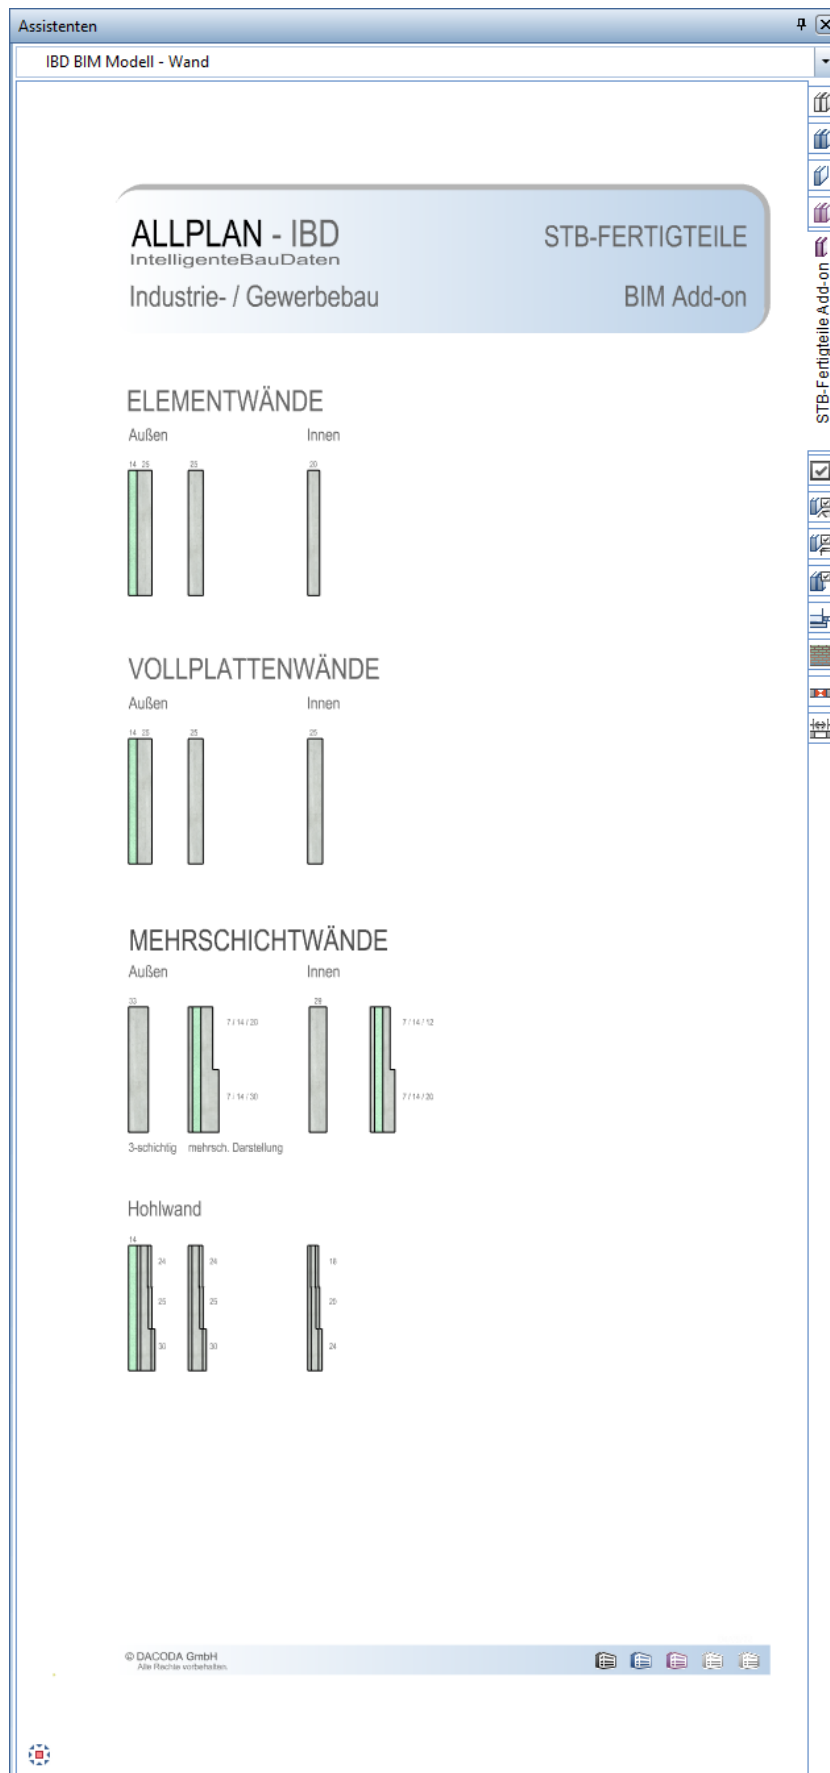 Assistenten
IBD BIM Modell - Wand
ALLPLAN - IBD
IntelligenteBauDaten
STB-FERTIGTEILE
Industrie- / Gewerbebau
BIM Add-on
STB-Fertigteile Add-on
ELEMENTWÄNDE
Außen Innen
14 25 25 20
VOLLPLATTENWÄNDE
Außen Innen
14 25 25 25
MEHRSCHICHTWÄNDE
Außen Innen
33 28
7 / 14 / 20 7 / 14 / 12
7 / 14 / 30 7 / 14 / 20
3-schichtig mehrsch. Darstellung
Hohlwand
14
24 24 18
25 25 20
30 30 24
© DACODA GmbH
Alle Rechte vorbehalten.